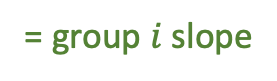 = group i slope